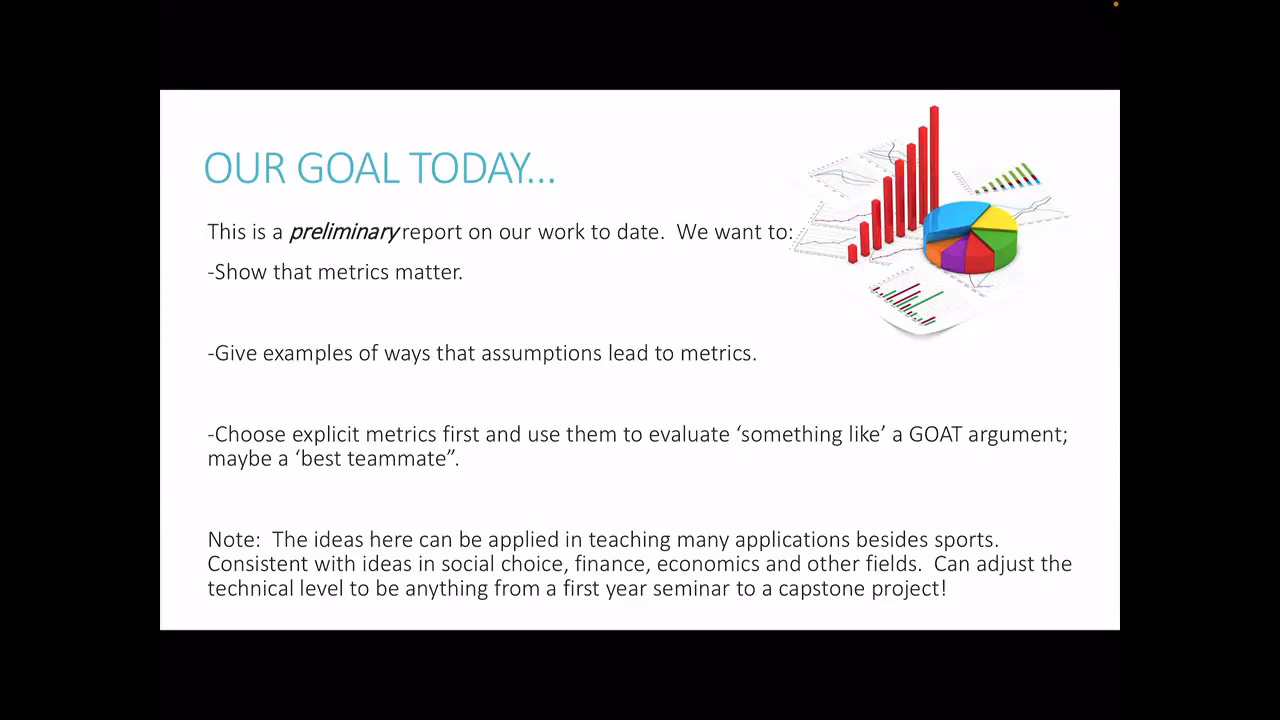 OUR GOAL TODAY…
This is a preliminary report on our work to date.  We want to:
-Show that metrics matter.
-Give examples of ways that assumptions lead to metrics.
-Choose explicit metrics first and use them to evaluate ‘something like’ a GOAT argument;
maybe a ‘best teammate”.
Note:  The ideas here can be applied in teaching many applications besides sports.
Consistent with ideas in social choice, finance, economics and other fields.  Can adjust the
technical level to be anything from a first year seminar to a capstone project!